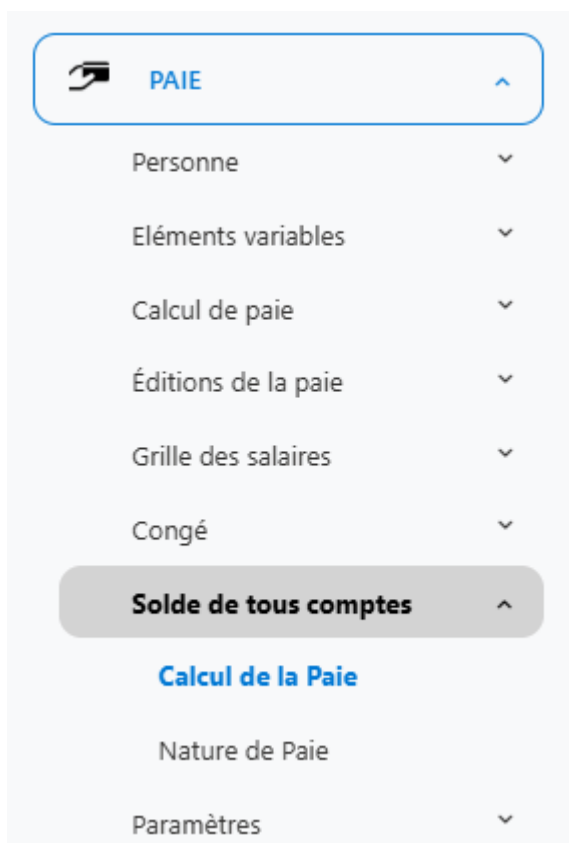 PAIE
Personne
Eléments variables
Calcul de paie
Éditions de la paie
Grille des salaires
Congé
Solde de tous comptes
Calcul de la Paie
Nature de Paie
Paramètres